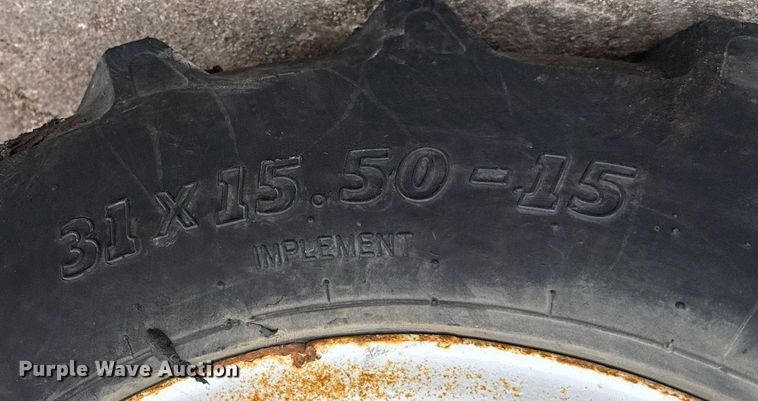 31 x 15.50 - 15
IMPLEMENT
Purple Wave Auction